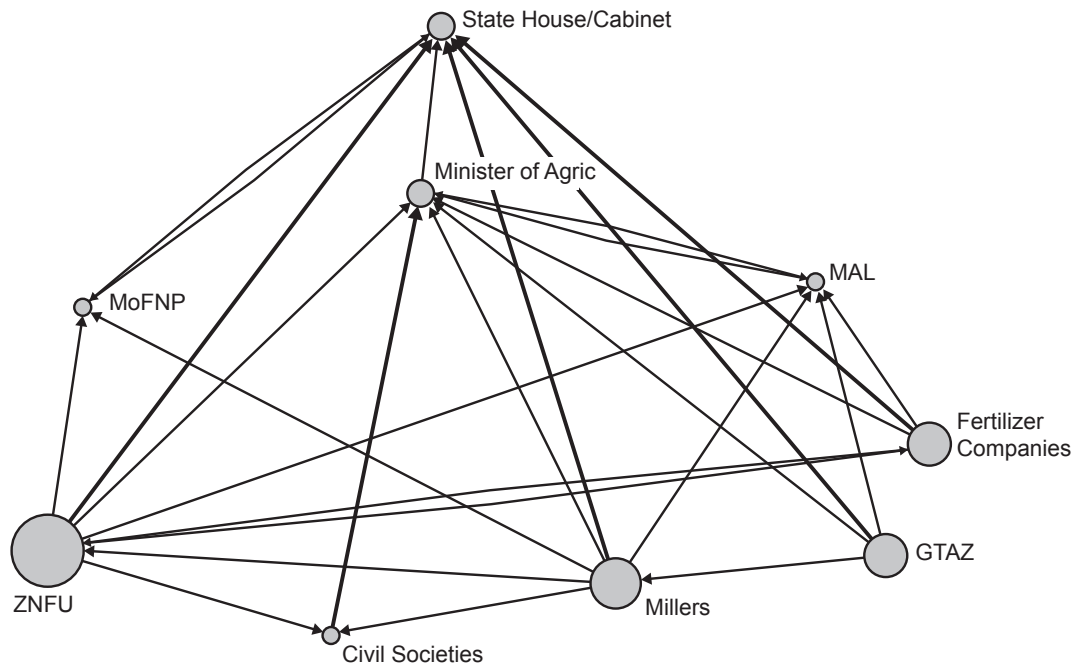 State House/Cabinet
Minister of Agric
MAL
MoFNP
Fertilizer
Companies
GTAZ
ZNFU
Millers
Civil Societies